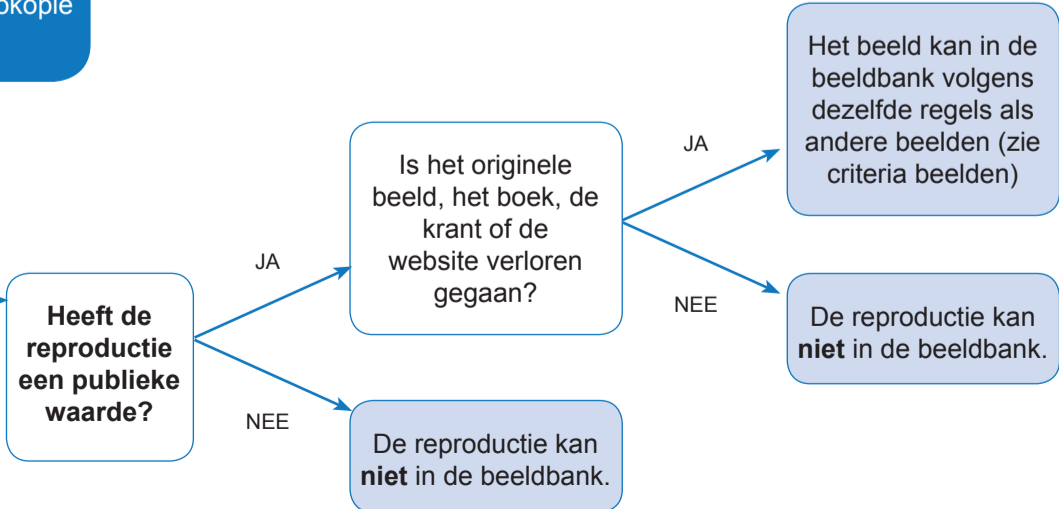 Heeft de
reproductie
een publieke
waarde?
JA
NEE
Is het originele
beeld, het boek, de
krant of de
website verloren
gegaan?
De reproductie kan
niet in de beeldbank.
JA
NEE
Het beeld kan in de
beeldbank volgens
dezelfde regels als
andere beelden (zie
criteria beelden)
De reproductie kan
niet in de beeldbank.